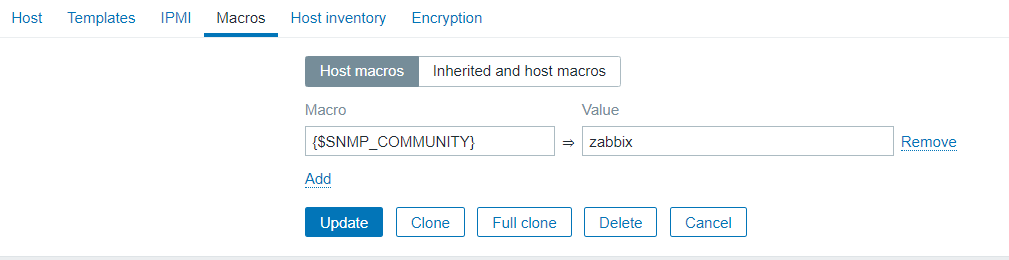 Host Templates IPMI Macros Host inventory Encryption
Host macros Inherited and host macros
Macro Value
{$SNMP_COMMUNITY} ⇒ zabbix Remove
Add
Update Clone Full clone Delete Cancel